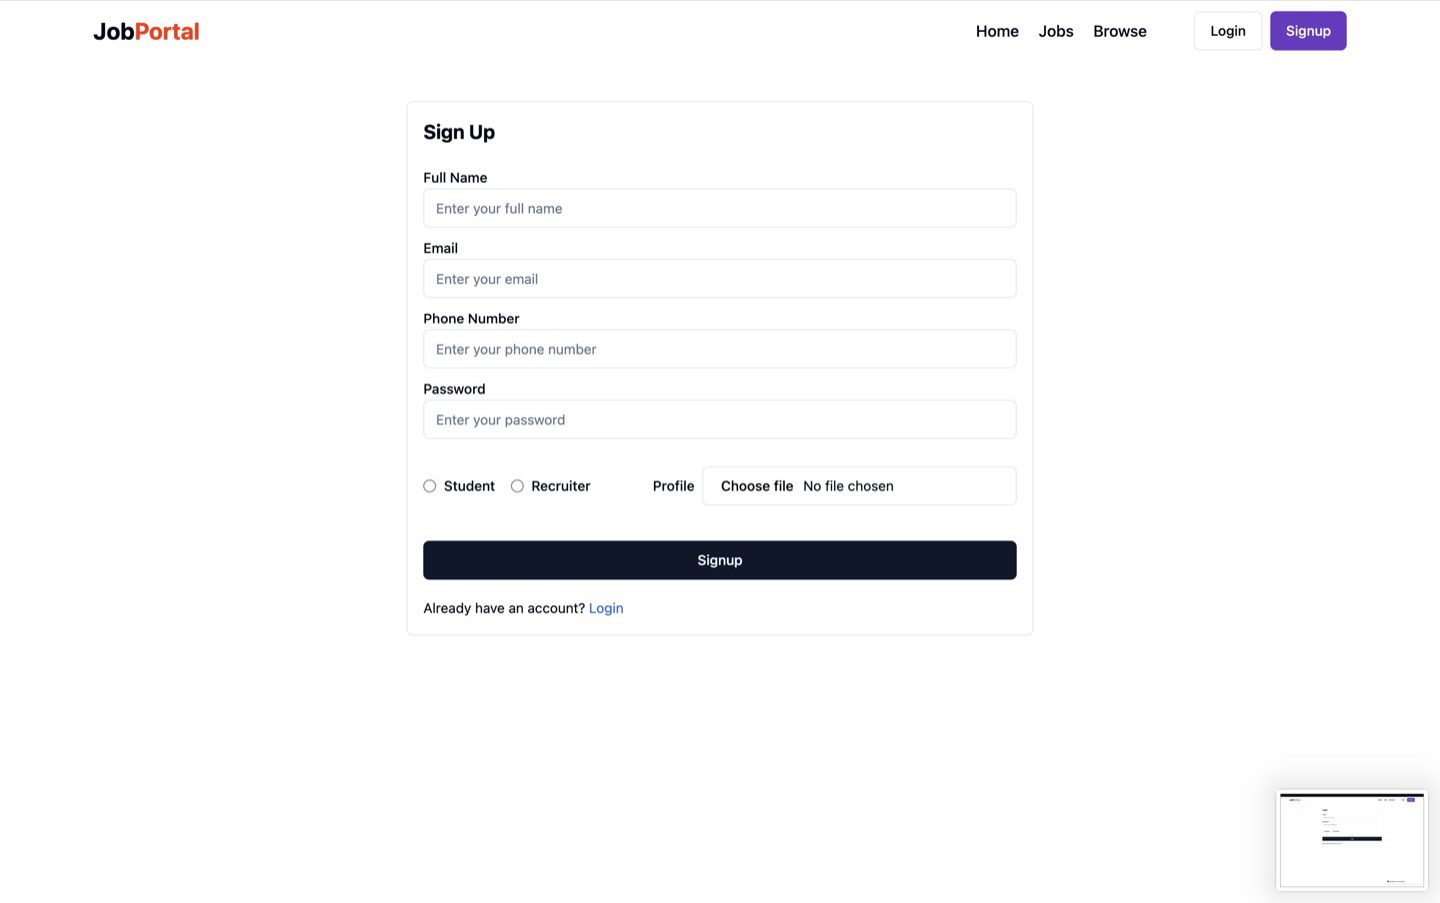 JobPortal
Home Jobs Browse Login Signup
Sign Up
Full Name
Enter your full name
Email
Enter your email
Phone Number
Enter your phone number
Password
Enter your password
Student Recruiter Profile Choose file No file chosen
Signup
Already have an account? Login